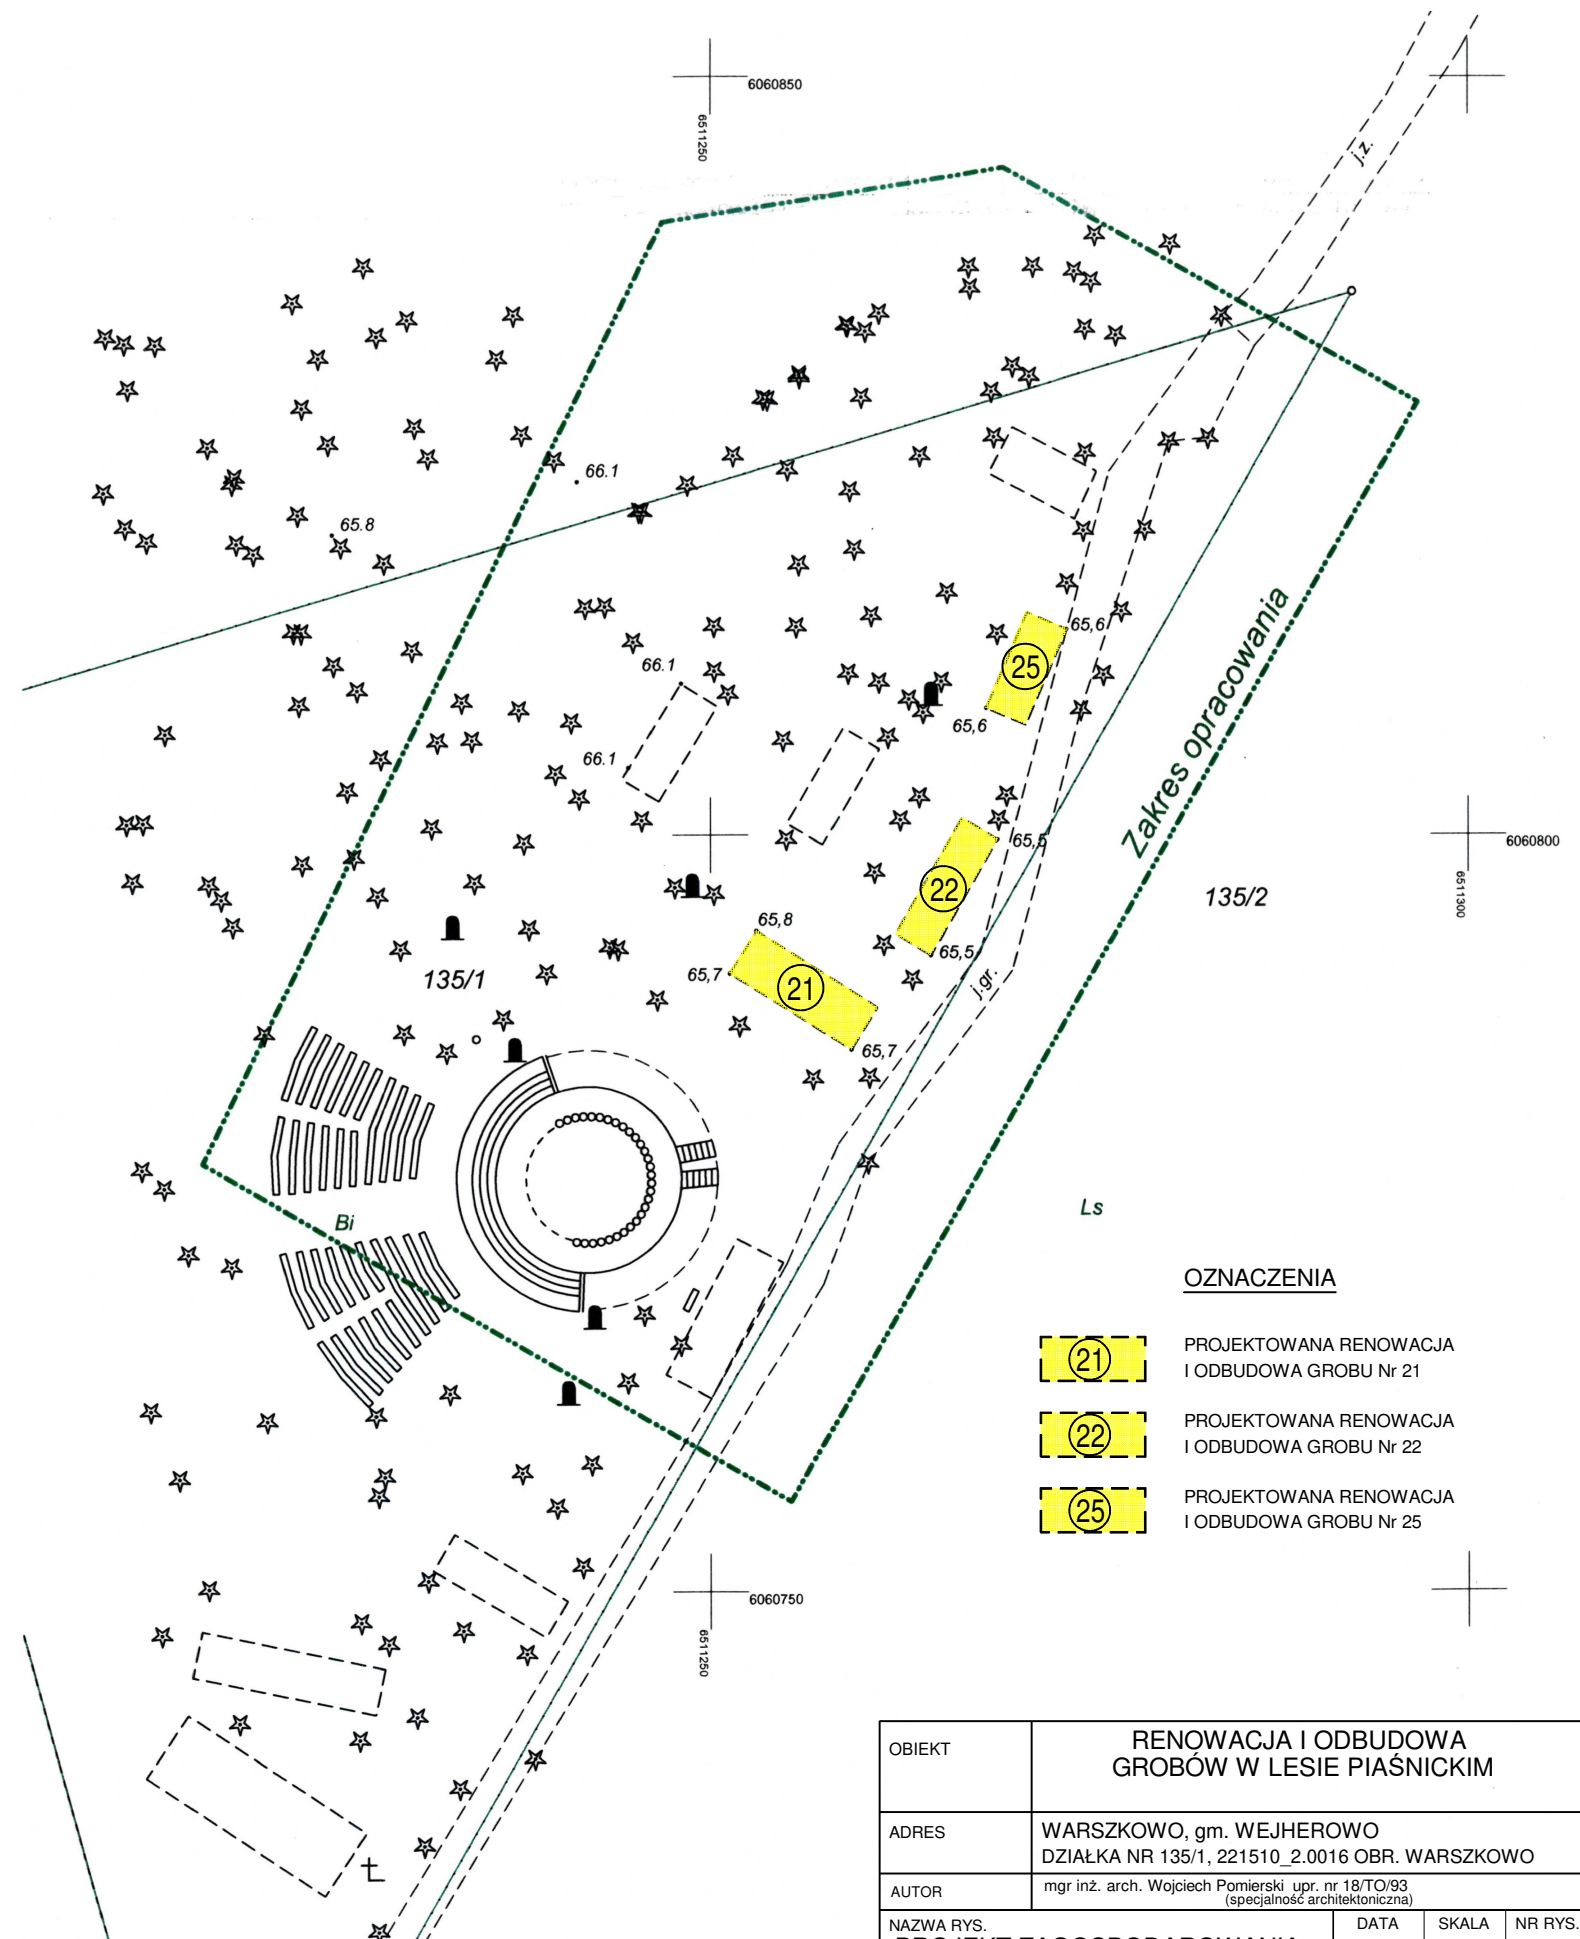 6060850
6511250
j.z.
66.1
65.8
65,6
66.1
25
65,6
Zakres opracowania
66.1
65,5
6060800
6511300
22
135/2
65,8
65,5
65,7
21
135/1
j.gr.
65,7
Bi
Ls
OZNACZENIA
21
PROJEKTOWANA RENOWACJA
I ODBUDOWA GROBU Nr 21
22
PROJEKTOWANA RENOWACJA
I ODBUDOWA GROBU Nr 22
25
PROJEKTOWANA RENOWACJA
I ODBUDOWA GROBU Nr 25
6060750
6511250
OBIEKT
RENOWACJA I ODBUDOWA
GROBÓW W LESIE PIAŚNICKIM
ADRES
WARSZKOWO, gm. WEJHEROWO
DZIAŁKA NR 135/1, 221510_2.0016 OBR. WARSZKOWO
AUTOR
mgr inż. arch. Wojciech Pomierski upr. nr 18/TO/93
(specjalność architektoniczna)
NAZWA RYS.
DATA
SKALA
NR RYS.
PROJEKT ZAGOSPODAROWANIA